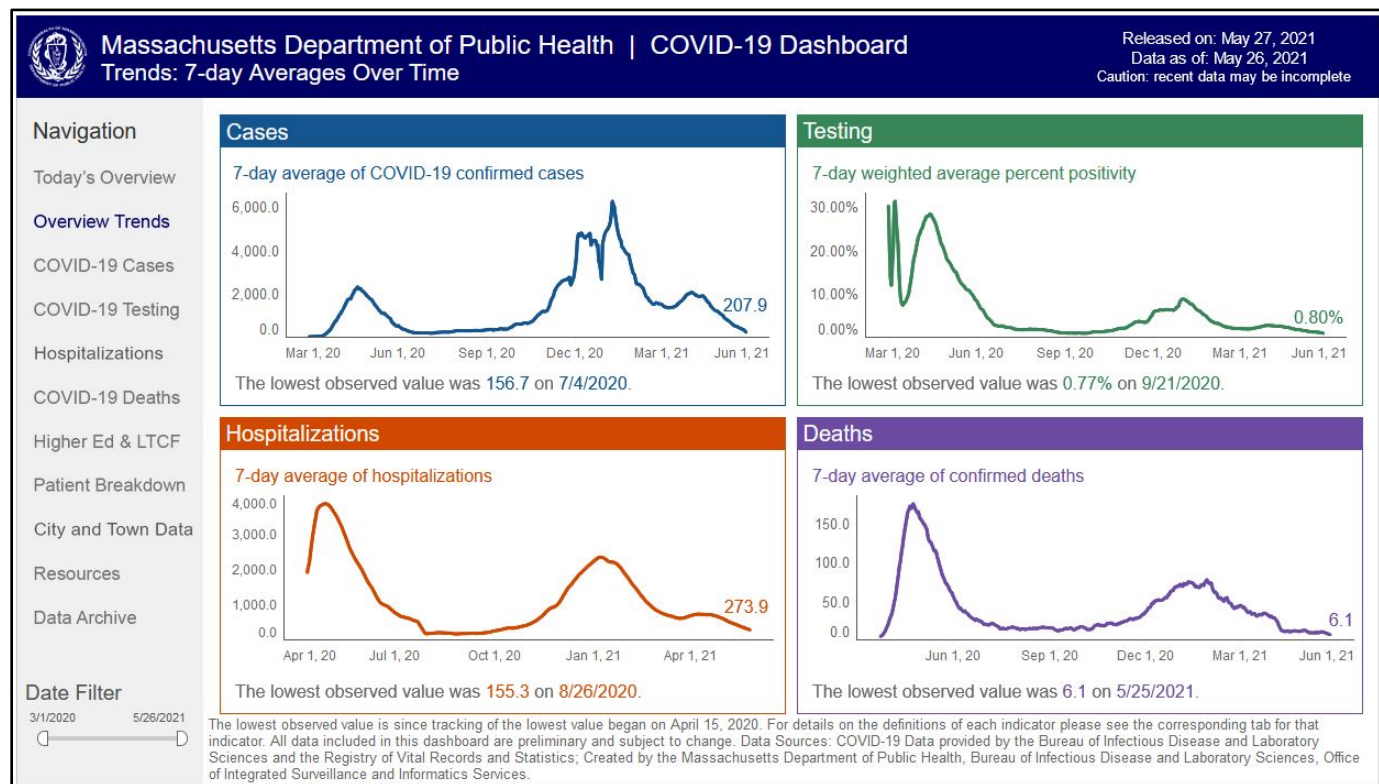 Massachusetts Department of Public Health | COVID-19 Dashboard
Trends: 7-day Averages Over Time
Released on: May 27, 2021
Data as of: May 26, 2021
Caution: recent data may be incomplete
Navigation
Today's Overview
Overview Trends
COVID-19 Cases
COVID-19 Testing
Hospitalizations
COVID-19 Deaths
Higher Ed & LTCF
Patient Breakdown
City and Town Data
Resources
Data Archive
Date Filter
3/1/2020 5/26/2021
Cases
7-day average of COVID-19 confirmed cases
6,000.0
4,000.0
2,000.0
0.0
207.9
Mar 1, 20 Jun 1, 20 Sep 1, 20 Dec 1, 20 Mar 1, 21 Jun 1, 21
The lowest observed value was 156.7 on 7/4/2020.
Testing
7-day weighted average percent positivity
30.00%
20.00%
10.00%
0.00%
0.80%
Mar 1, 20 Jun 1, 20 Sep 1, 20 Dec 1, 20 Mar 1, 21 Jun 1, 21
The lowest observed value was 0.77% on 9/21/2020.
Hospitalizations
7-day average of hospitalizations
4,000.0
3,000.0
2,000.0
1,000.0
0.0
273.9
Apr 1, 20 Jul 1, 20 Oct 1, 20 Jan 1, 21 Apr 1, 21
The lowest observed value was 155.3 on 8/26/2020.
Deaths
7-day average of confirmed deaths
150.0
100.0
50.0
0.0
6.1
Jun 1, 20 Sep 1, 20 Dec 1, 20 Mar 1, 21 Jun 1, 21
The lowest observed value was 6.1 on 5/25/2021.
The lowest observed value is since tracking of the lowest value began on April 15, 2020. For details on the definitions of each indicator please see the corresponding tab for that
indicator. All data included in this dashboard are preliminary and subject to change. Data Sources: COVID-19 Data provided by the Bureau of Infectious Disease and Laboratory
Sciences and the Registry of Vital Records and Statistics; Created by the Massachusetts Department of Public Health, Bureau of Infectious Disease and Laboratory Sciences, Office
of Integrated Surveillance and Informatics Services.